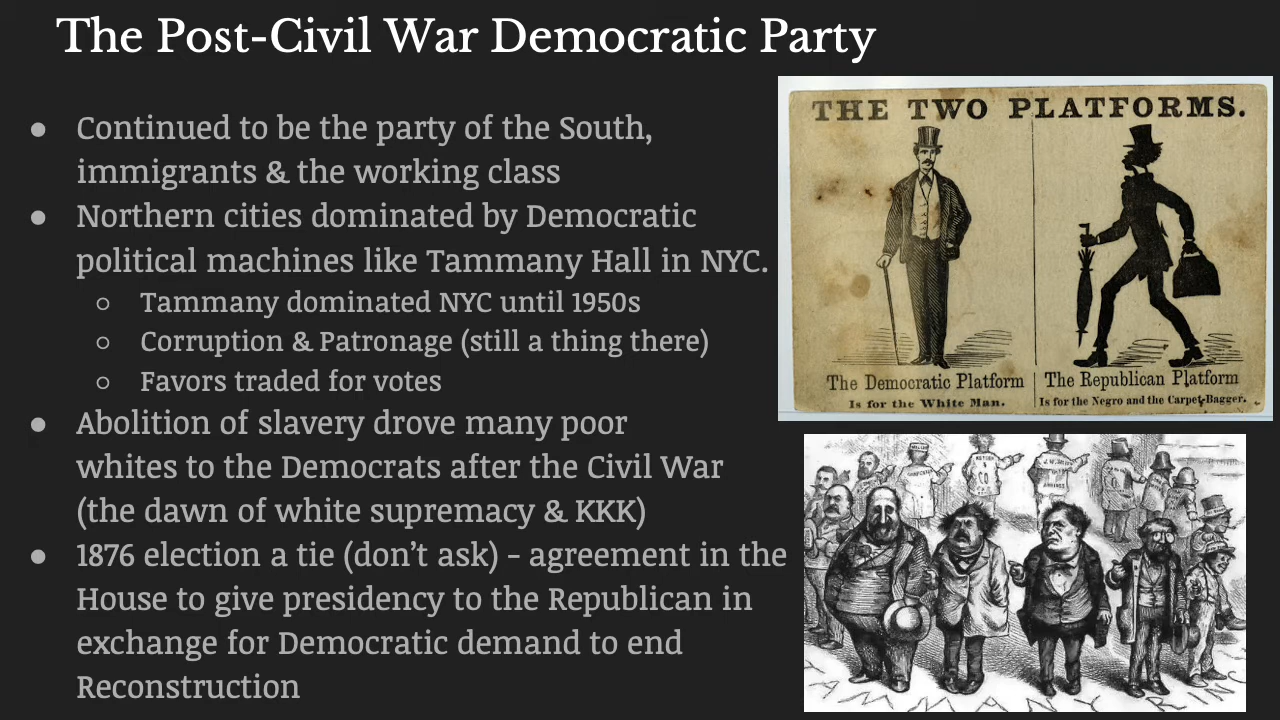 The Post-Civil War Democratic Party
● Continued to be the party of the South,
immigrants & the working class
● Northern cities dominated by Democratic
political machines like Tammany Hall in NYC.
○ Tammany dominated NYC until 1950s
○ Corruption & Patronage (still a thing there)
○ Favors traded for votes
● Abolition of slavery drove many poor
whites to the Democrats after the Civil War
(the dawn of white supremacy & KKK)
● 1876 election a tie (don’t ask) – agreement in the
House to give presidency to the Republican in
exchange for Democratic demand to end
Reconstruction
THE TWO PLATFORMS.
The Democratic Platform
Is for the White Man.
The Republican Platform
Is for the Negro and the Carpet-Bagger.
TAMMANY RING